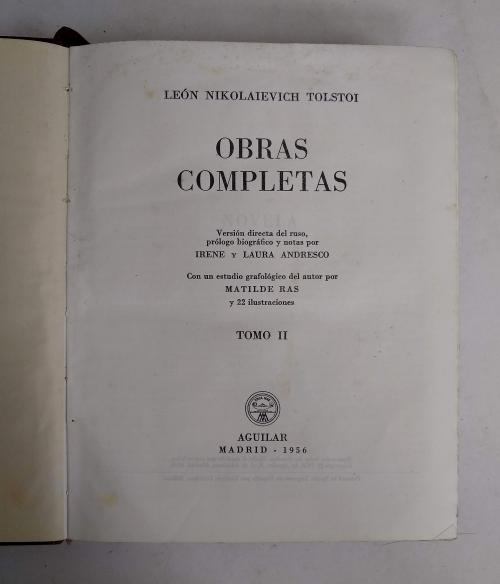 LEÓN NIKOLAIEVICH TOLSTOI
OBRAS
COMPLETAS
NOVELA
Versión directa del ruso,
prólogo biográfico y notas por
IRENE Y LAURA ANDRESCO
Con un estudio grafológico del autor por
MATILDE RAS
y 22 ilustraciones
TOMO II
AGUILAR
MADRID - 1956